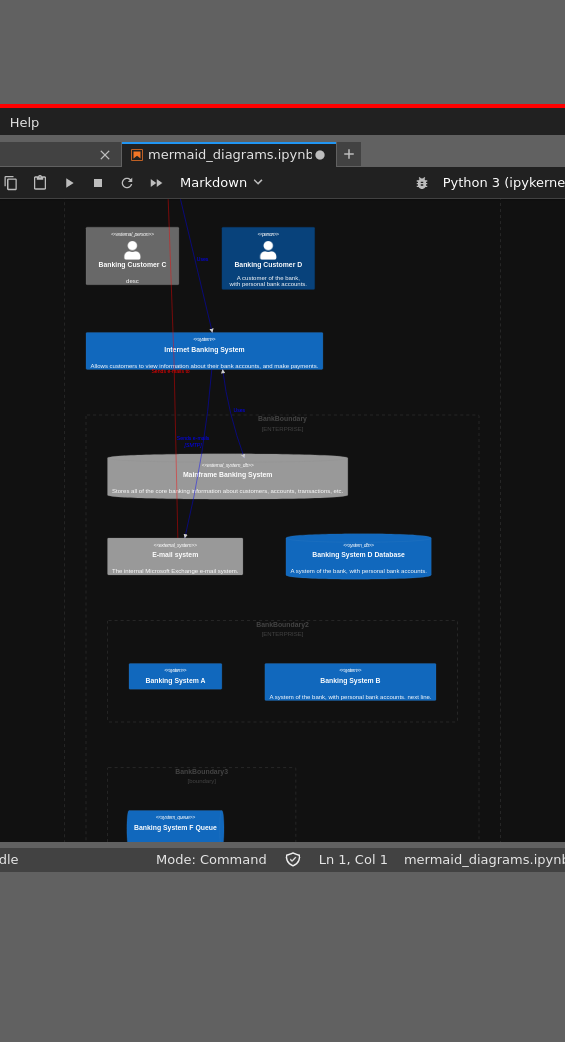 Help
mermaid_diagrams.ipynb
Markdown
Python 3 (ipykerne
<<external_person>>
Banking Customer C
desc
<<person>>
Banking Customer D
A customer of the bank,
with personal bank accounts.
<<system>>
Internet Banking System
Allows customers to view information about their bank accounts, and make payments.
BankBoundary
[ENTERPRISE]
<<external_system_db>>
Mainframe Banking System
Stores all of the core banking information about customers, accounts, transactions, etc.
<<external_system>>
E-mail system
The internal Microsoft Exchange e-mail system.
<<system_db>>
Banking System D Database
A system of the bank, with personal bank accounts.
BankBoundary2
[ENTERPRISE]
<<system>>
Banking System A
<<system>>
Banking System B
A system of the bank, with personal bank accounts. next line.
BankBoundary3
[boundary]
<<system_queue>>
Banking System F Queue
dle
Mode: Command
Ln 1, Col 1
mermaid_diagrams.ipynb